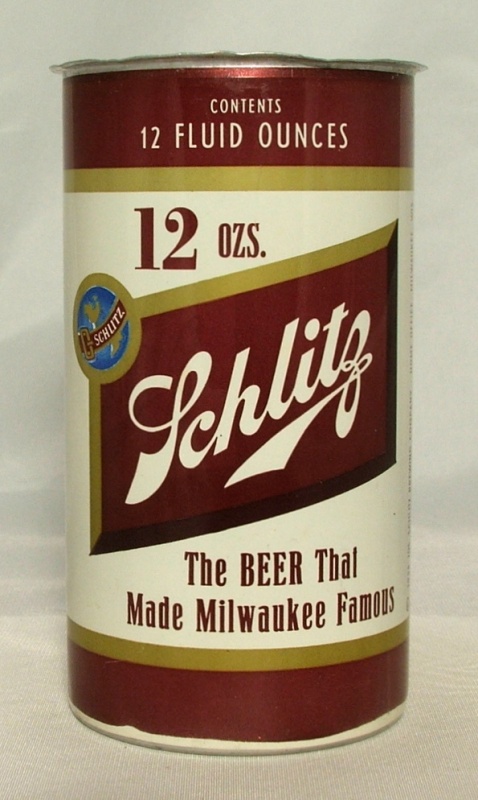 CONTENTS
12 FLUID OUNCES
12 OZS.
SCHLITZ
Schlitz
The BEER That
Made Milwaukee Famous